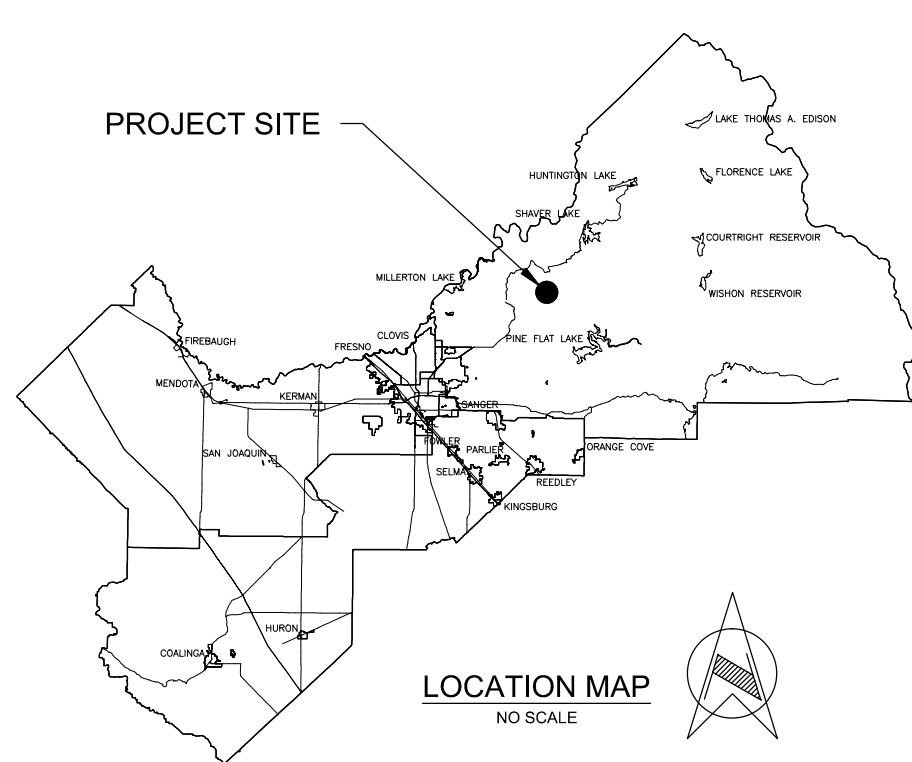 PROJECT SITE
LAKE THOMAS A. EDISON
HUNTINGTON LAKE
FLORENCE LAKE
SHAVER LAKE
COURTRIGHT RESERVOIR
MILLERTON LAKE
WISHON RESERVOIR
FIREBAUGH
CLOVIS
FRESNO
PINE FLAT LAKE
MENDOTA
KERMAN
SANGER
FOWLER
PARLIER
ORANGE COVE
SAN JOAQUIN
SELMA
REEDLEY
KINGSBURG
HURON
COALINGA
LOCATION MAP
NO SCALE